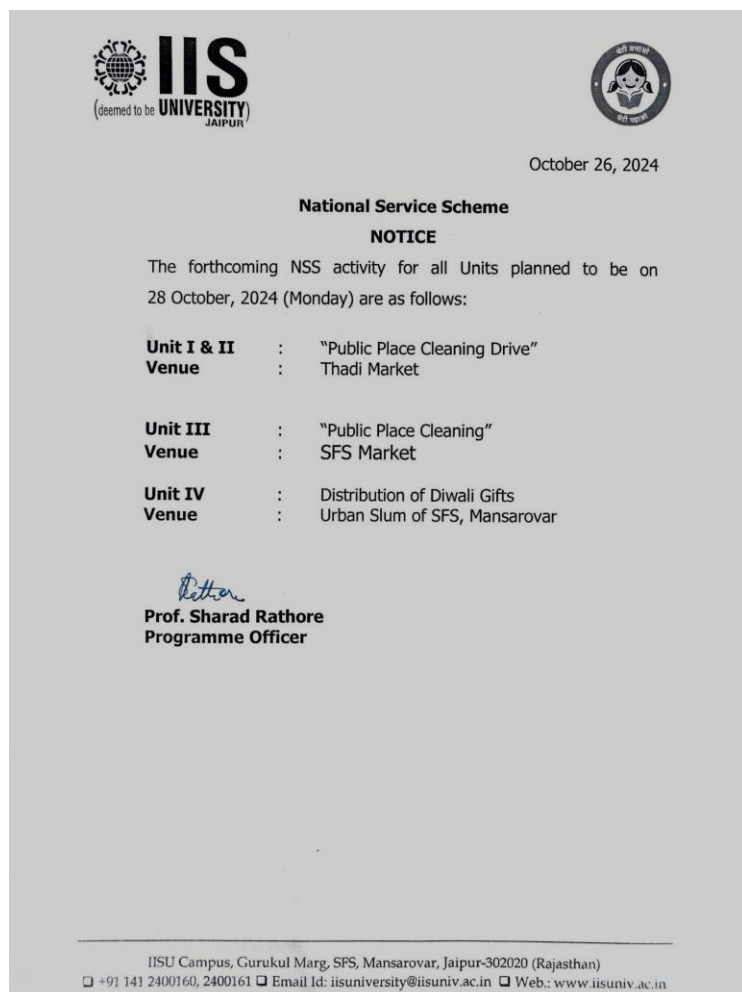 IIS
(deemed to be UNIVERSITY)
JAIPUR
बेटी बचाओ
बेटी पढ़ाओ
October 26, 2024
National Service Scheme
NOTICE
The forthcoming NSS activity for all Units planned to be on
28 October, 2024 (Monday) are as follows:
Unit I & II : "Public Place Cleaning Drive"
Venue : Thadi Market
Unit III : "Public Place Cleaning"
Venue : SFS Market
Unit IV : Distribution of Diwali Gifts
Venue : Urban Slum of SFS, Mansarovar
Rathore
Prof. Sharad Rathore
Programme Officer
IISU Campus, Gurukul Marg, SFS, Mansarovar, Jaipur-302020 (Rajasthan)
❑ +91 141 2400160, 2400161 ❑ Email Id: iisuniversity@iisuniv.ac.in ❑ Web.: www.iisuniv.ac.in